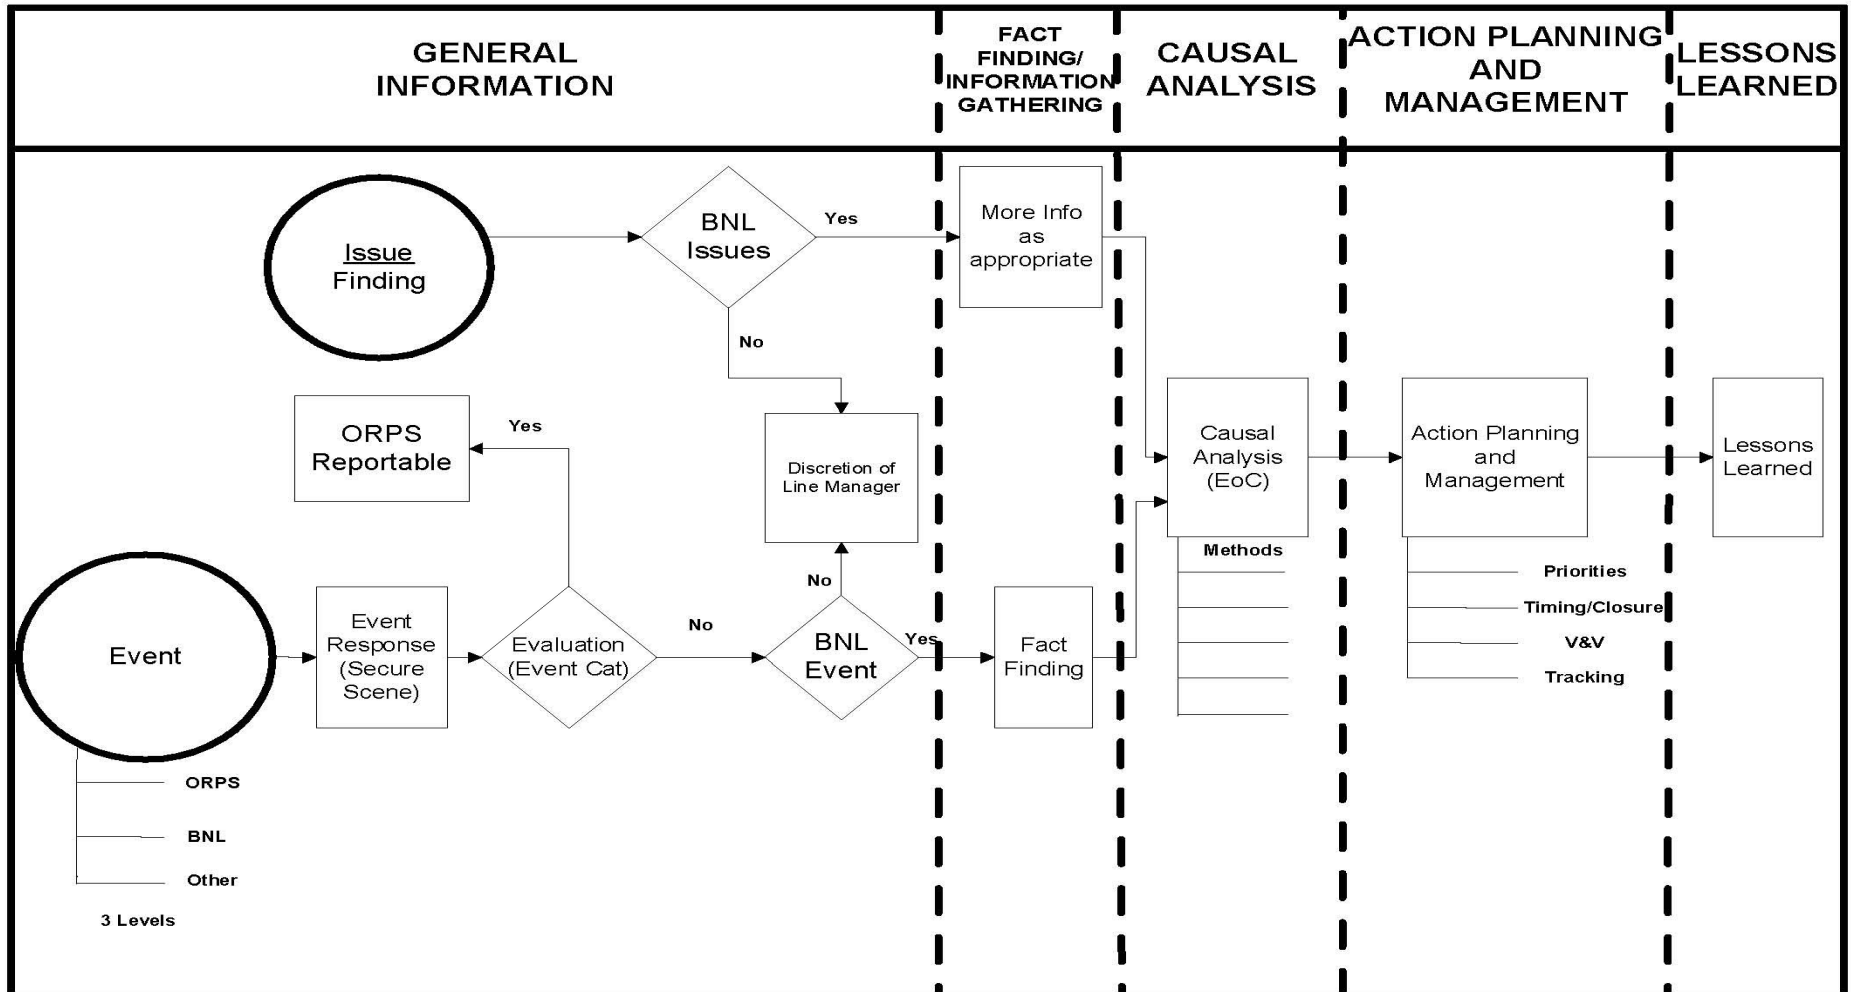 GENERAL
INFORMATION
FACT
FINDING/
INFORMATION
GATHERING
CAUSAL
ANALYSIS
ACTION PLANNING
AND
MANAGEMENT
LESSONS
LEARNED
Issue
Finding
BNL
Issues
Yes
No
More Info
as
appropriate
ORPS
Reportable
Yes
Discretion of
Line Manager
Causal
Analysis
(EoC)
Action Planning
and
Management
Lessons
Learned
Event
Event
Response
(Secure
Scene)
Evaluation
(Event Cat)
No
No
BNL
Event
Yes
Fact
Finding
Methods
Priorities
Timing/Closure
V&V
Tracking
ORPS
BNL
Other
3 Levels